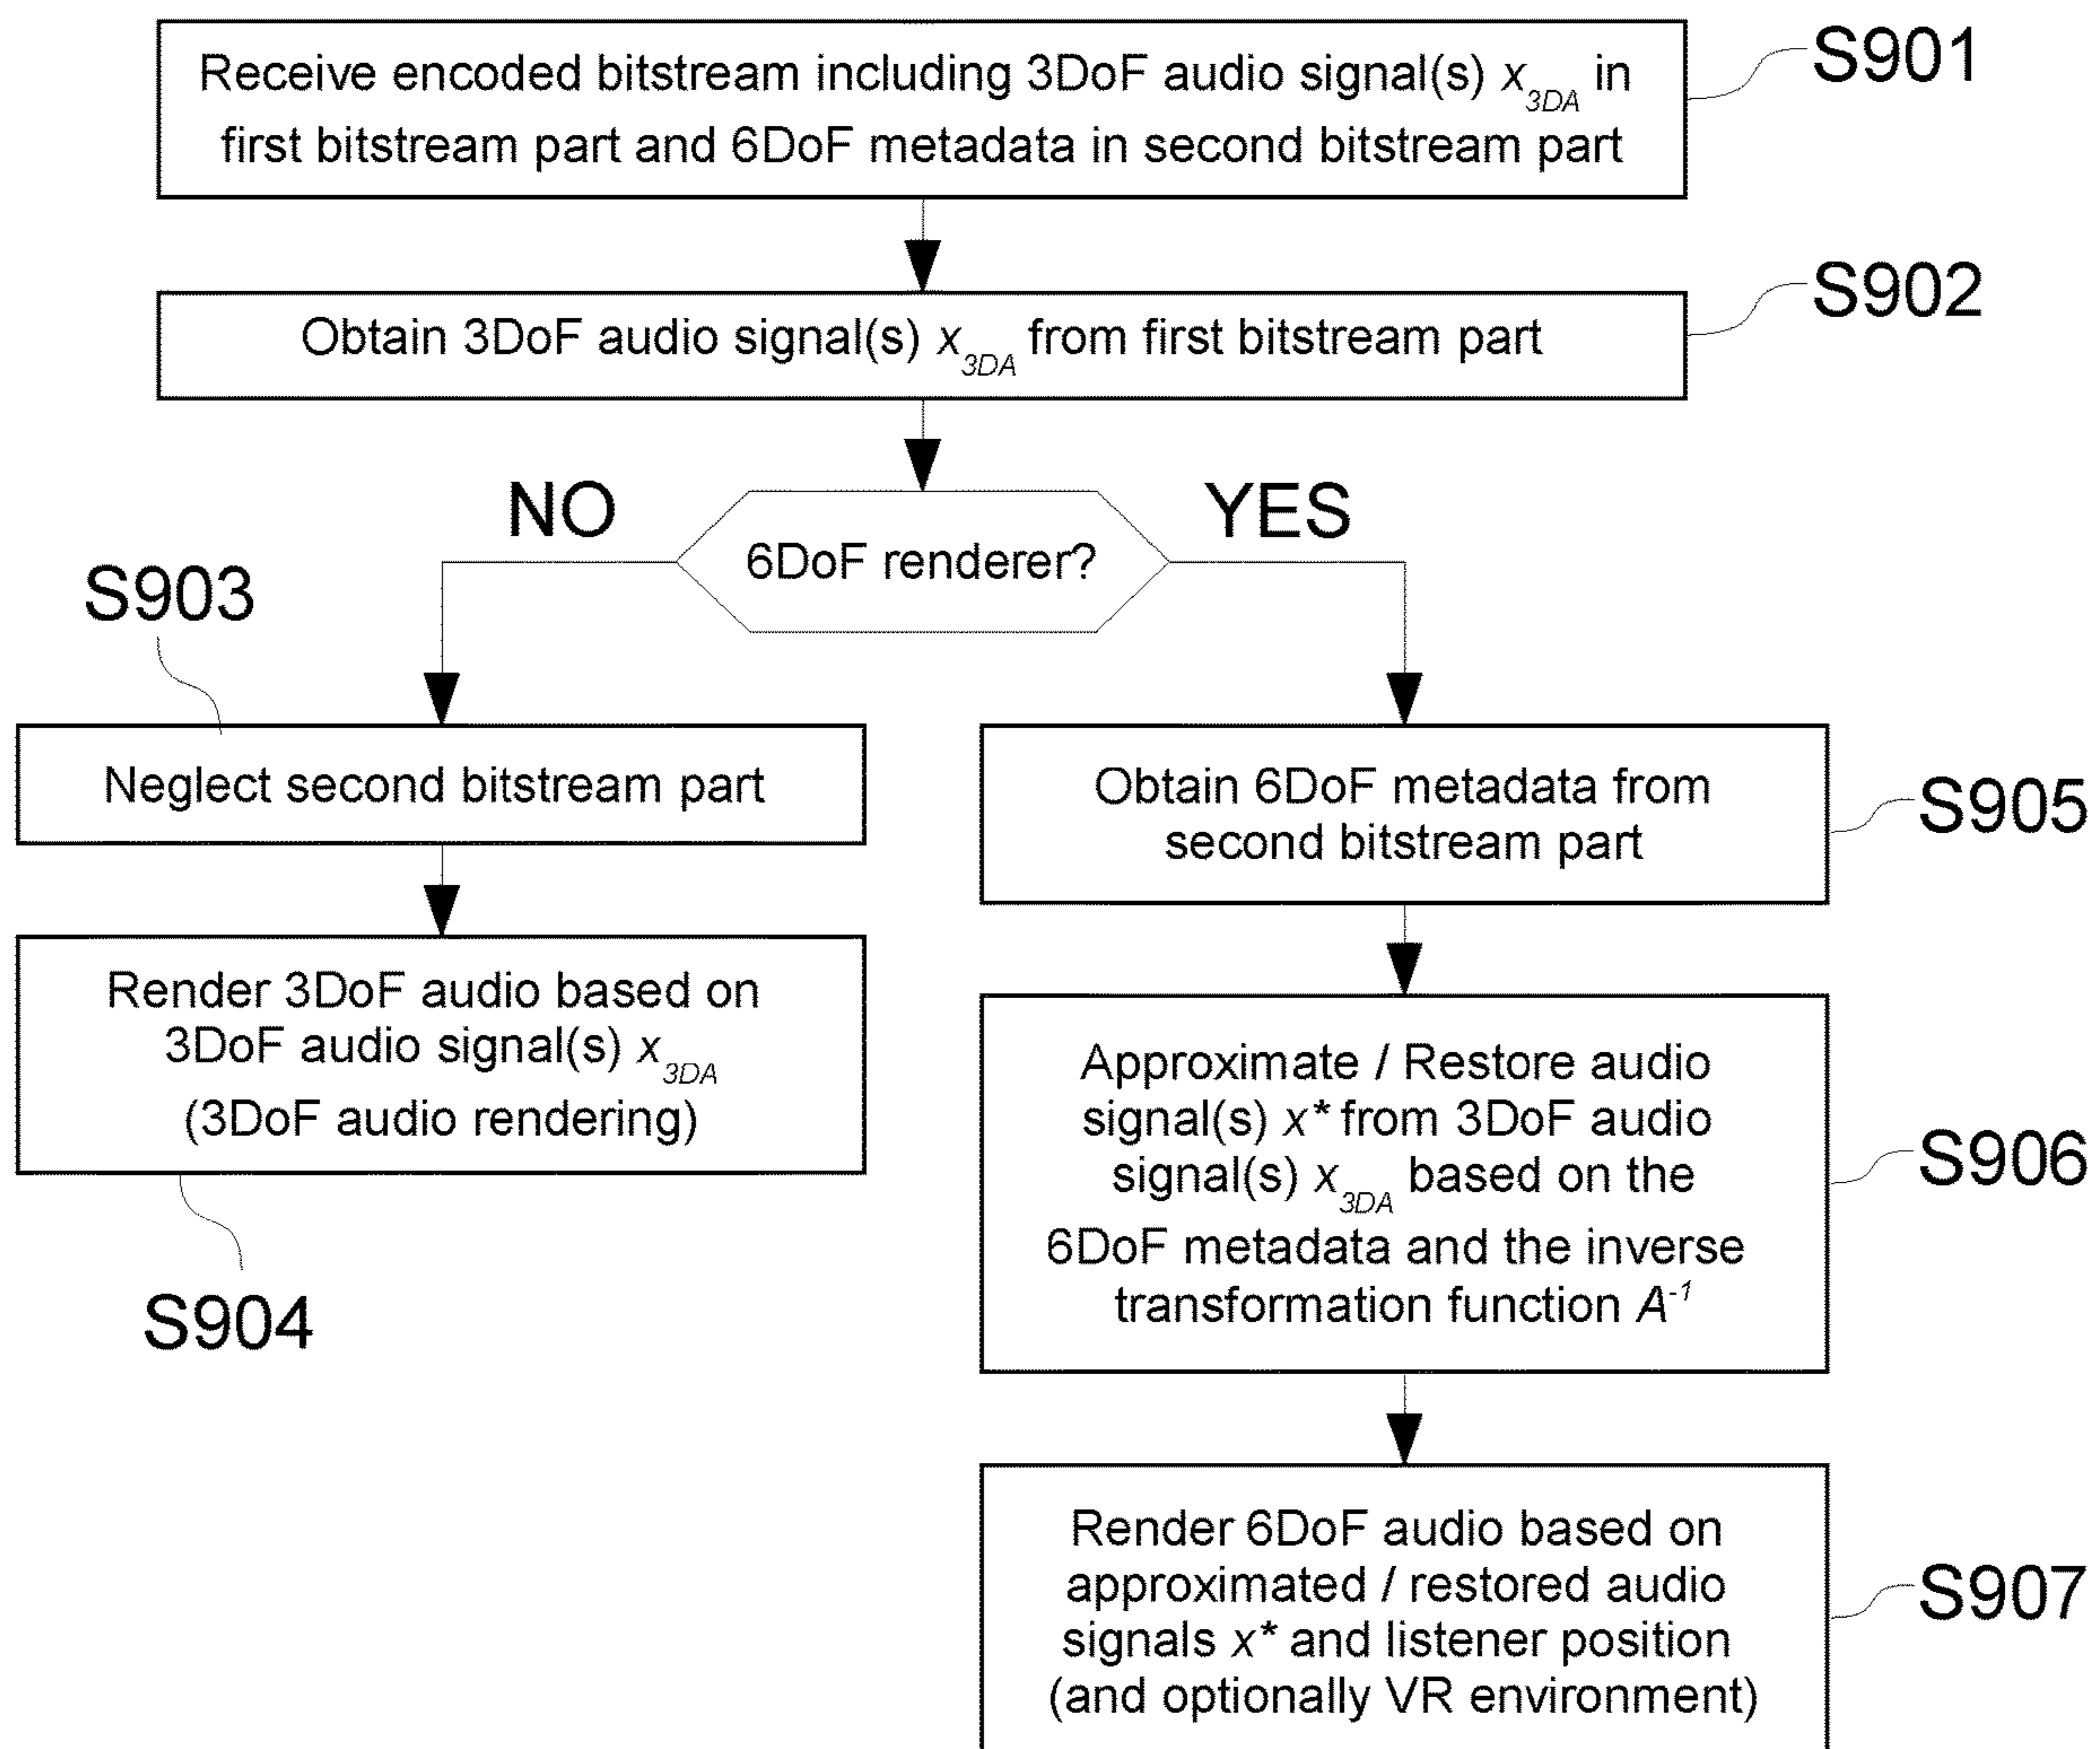 Receive encoded bitstream including 3DoF audio signal(s) x3DA in
first bitstream part and 6DoF metadata in second bitstream part
S901
Obtain 3DoF audio signal(s) x3DA from first bitstream part
S902
NO
6DoF renderer?
YES
S903
Neglect second bitstream part
Render 3DoF audio based on
3DoF audio signal(s) x3DA
(3DoF audio rendering)
S904
Obtain 6DoF metadata from
second bitstream part
S905
Approximate / Restore audio
signal(s) x* from 3DoF audio
signal(s) x3DA based on the
6DoF metadata and the inverse
transformation function A-1
S906
Render 6DoF audio based on
approximated / restored audio
signals x* and listener position
(and optionally VR environment)
S907